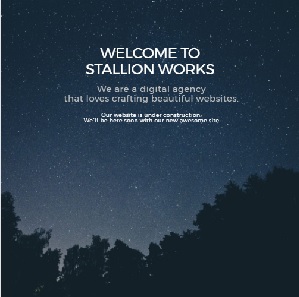 WELCOME TO
STALLION WORKS
We are a digital agency
that loves crafting beautiful websites.
Our website is under construction.
We'll be here soon with our new awesome site